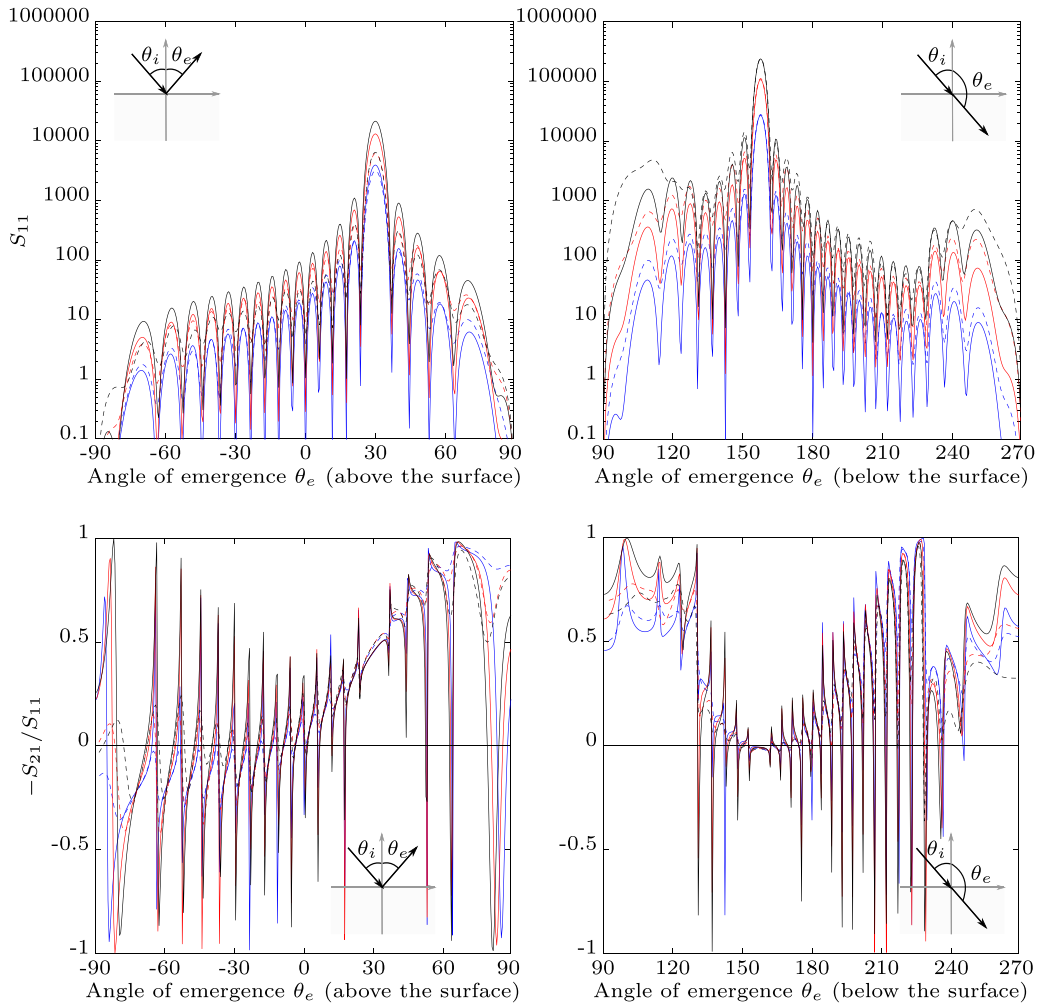 1000000
100000
10000
1000
100
10
1
0.1
S11
-90 -60 -30 0 30 60 90
Angle of emergence θe (above the surface)
θi θe
1000000
100000
10000
1000
100
10
1
0.1
90 120 150 180 210 240 270
Angle of emergence θe (below the surface)
θi
θe
1
0.5
0
-0.5
-1
−S21/S11
-90 -60 -30 0 30 60 90
Angle of emergence θe (above the surface)
θi θe
1
0.5
0
-0.5
-1
90 120 150 180 210 240 270
Angle of emergence θe (below the surface)
θi
θe